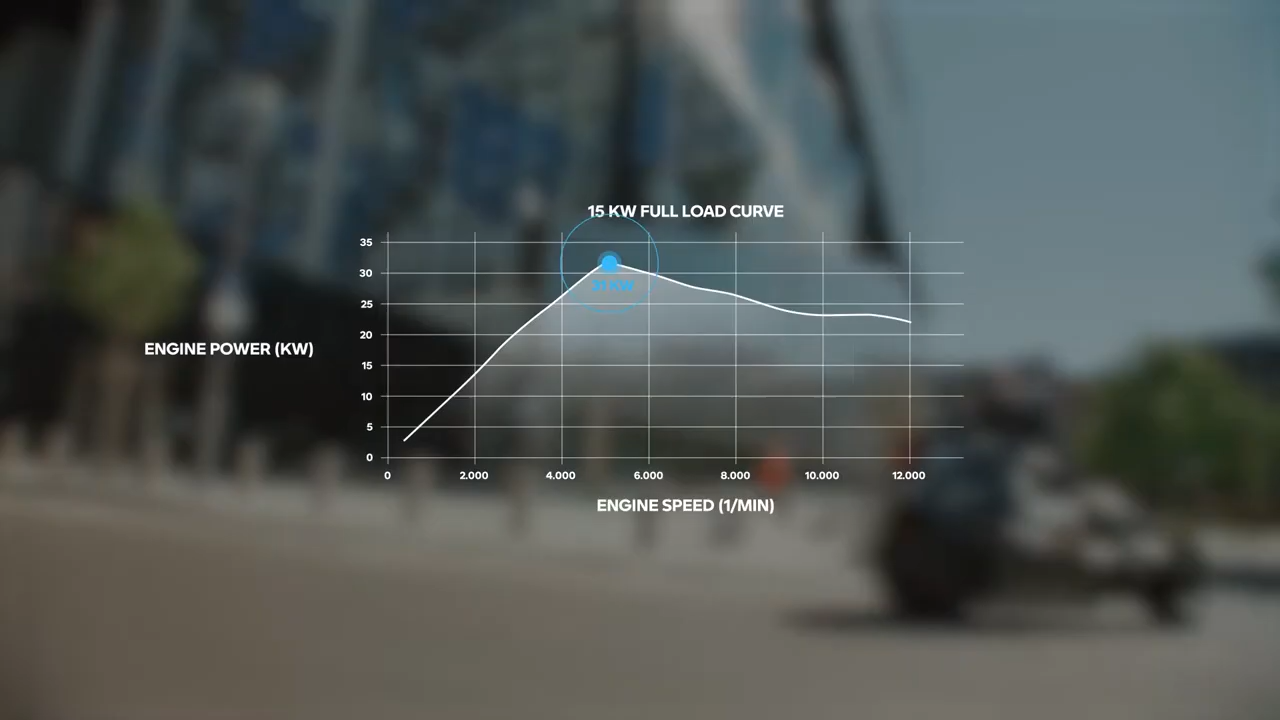 15 KW FULL LOAD CURVE
35
30
31 KW
25
20
ENGINE POWER (KW)
15
10
5
0
0 2.000 4.000 6.000 8.000 10.000 12.000
ENGINE SPEED (1/MIN)